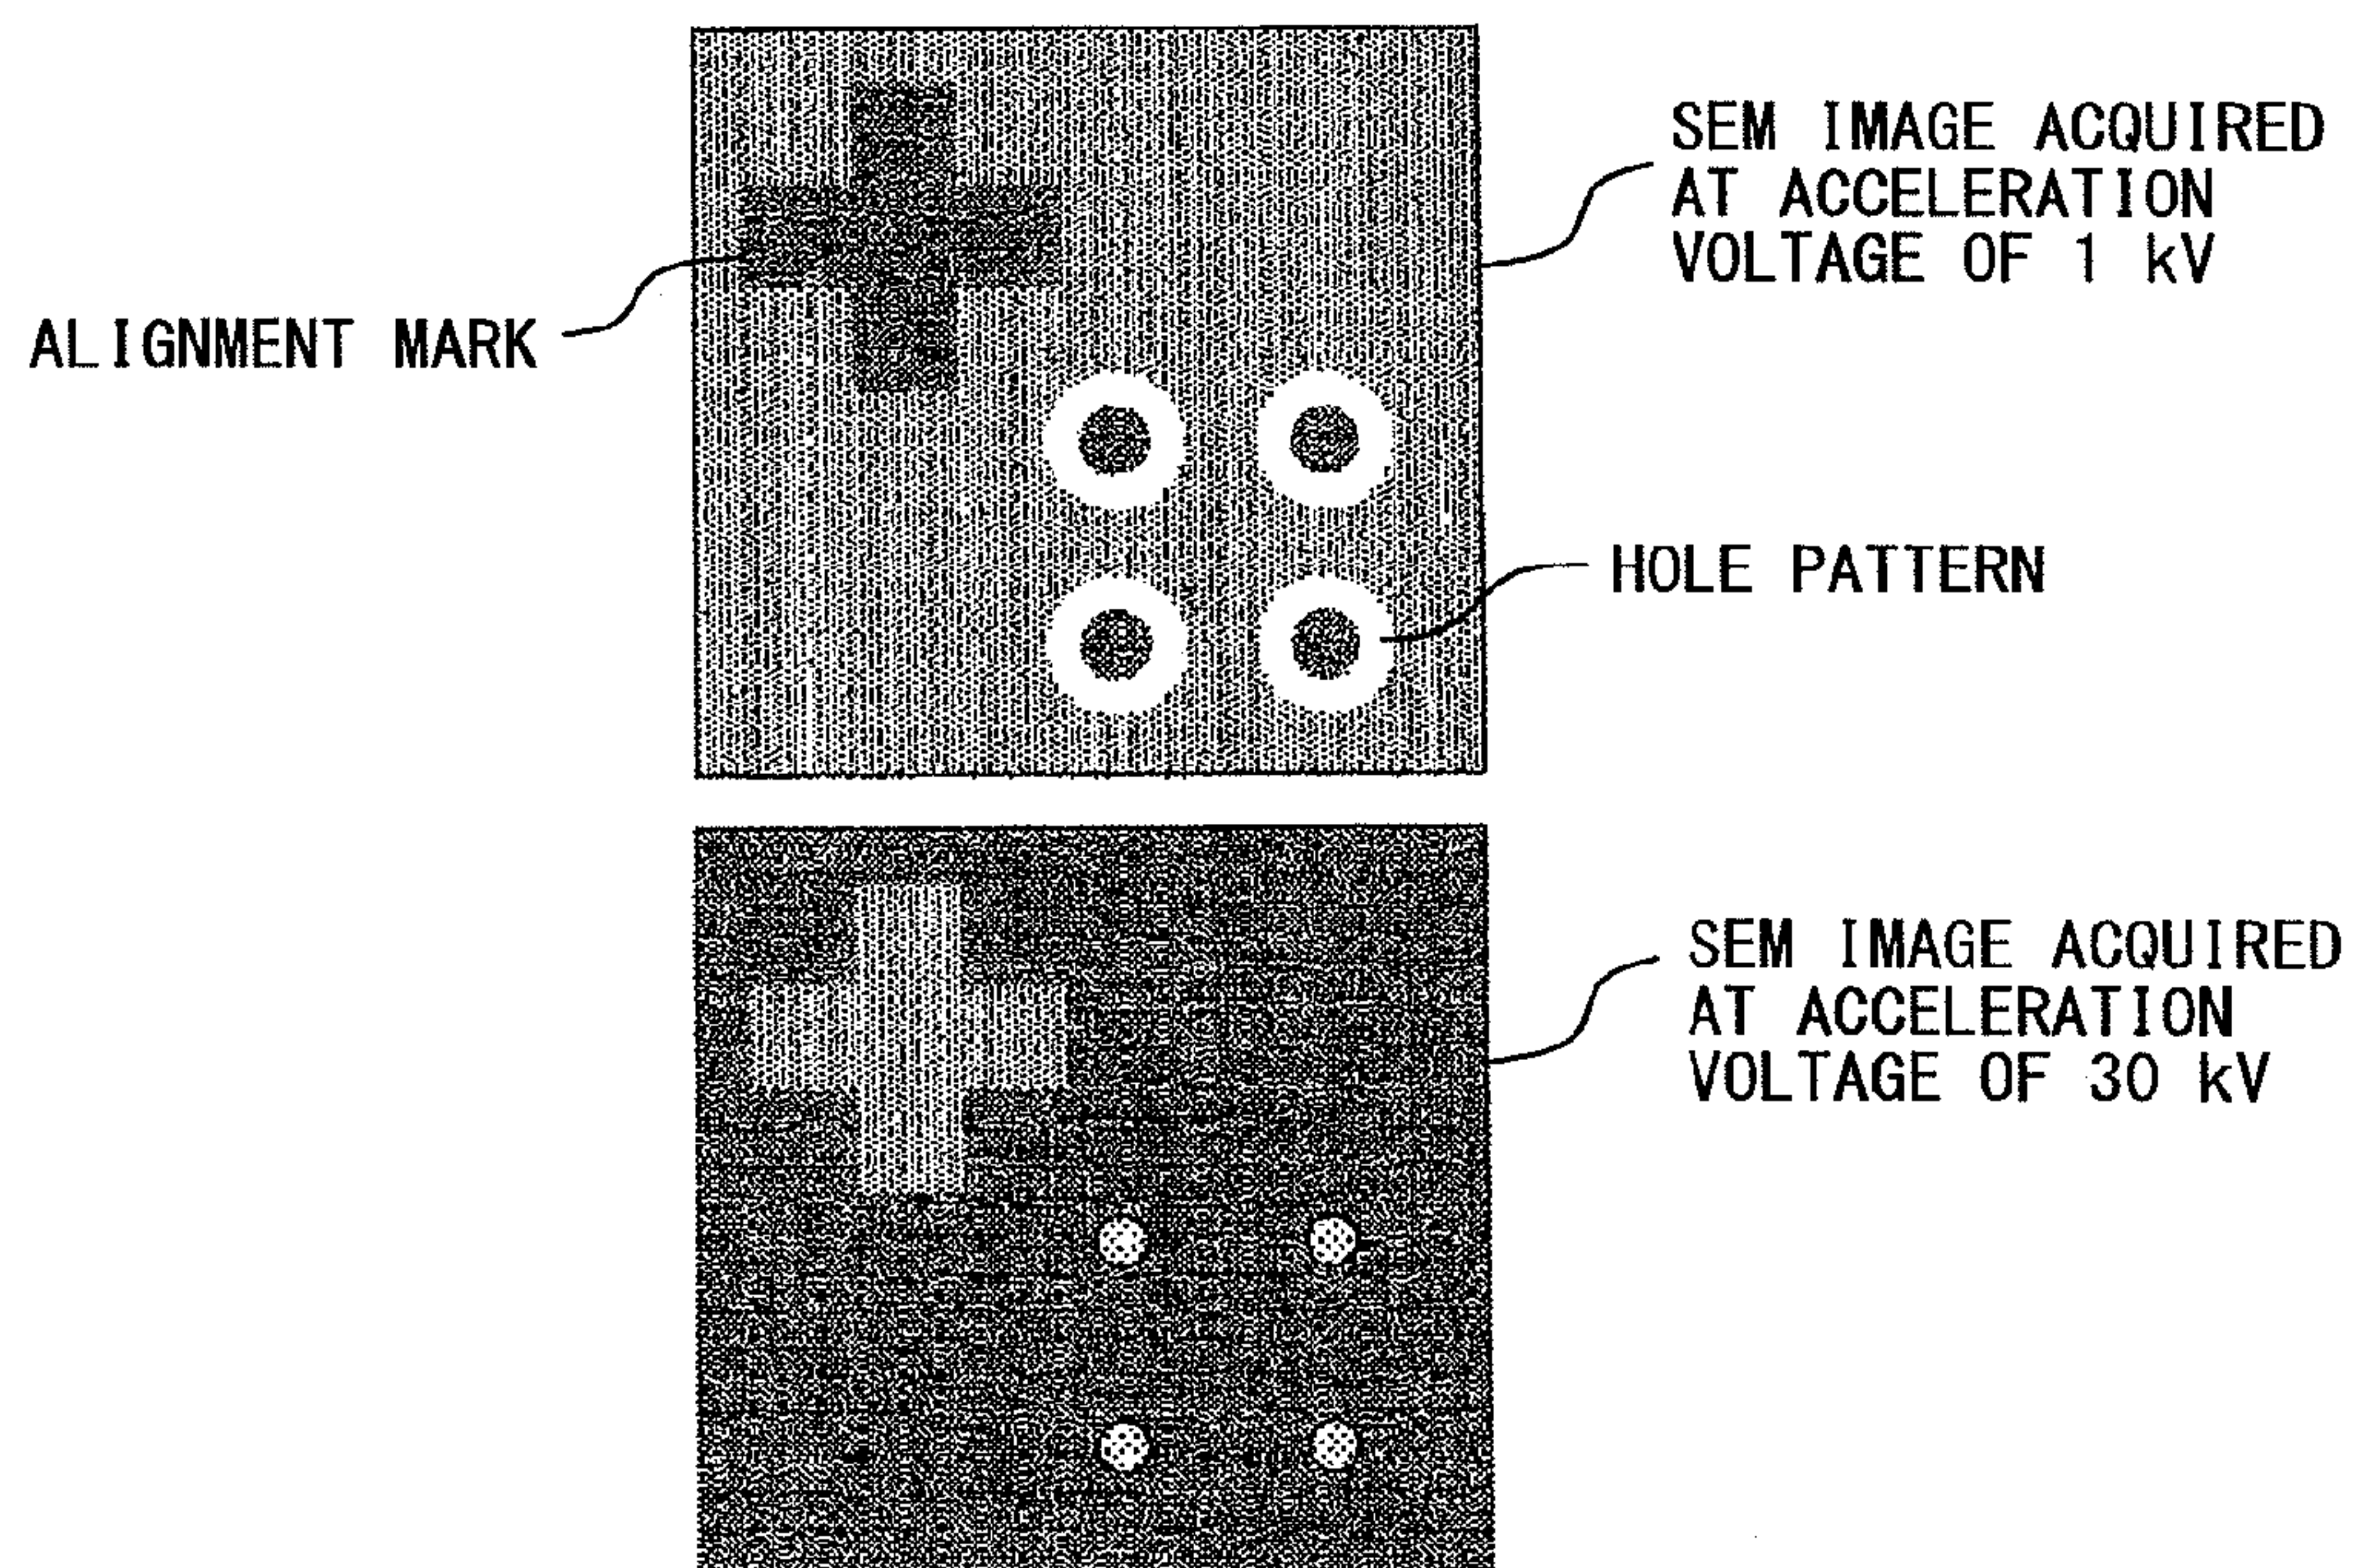 SEM IMAGE ACQUIRED
AT ACCELERATION
VOLTAGE OF 1 kV
ALIGNMENT MARK
HOLE PATTERN
SEM IMAGE ACQUIRED
AT ACCELERATION
VOLTAGE OF 30 kV